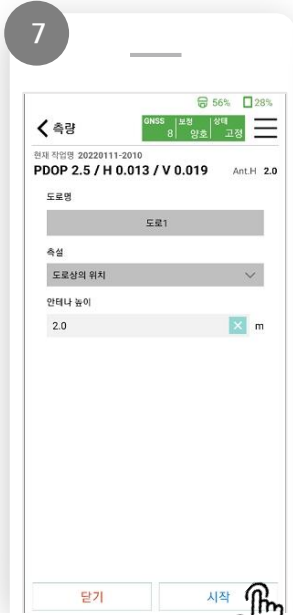 7
56% 28%
측량
GNSS 8 보정 양호 상태 고정
현재 작업명 20220111-2010
PDOP 2.5 / H 0.013 / V 0.019 Ant.H 2.0
도로명
도로1
측설
도로상의 위치
안테나 높이
2.0 m
닫기 시작